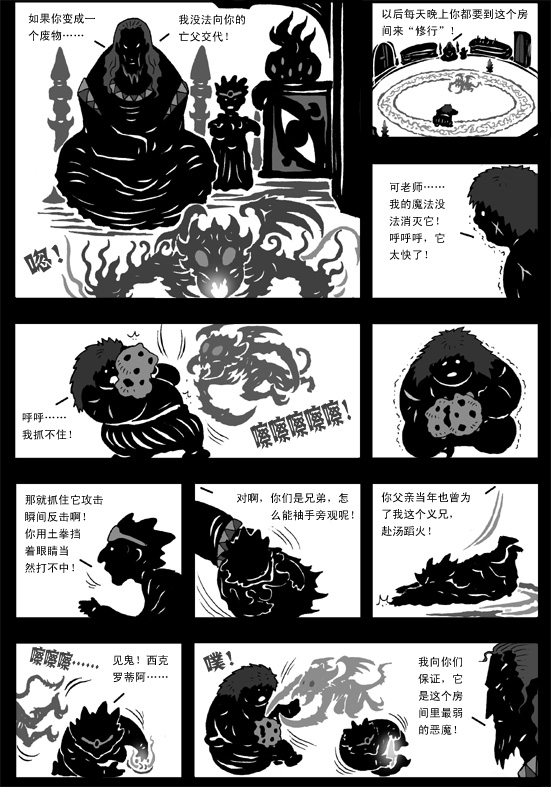 如果你变成一
个废物……
我没法向你的
亡父交代！
唿！
以后每天晚上你都要到这个房
间来“修行”！
可老师……
我的魔法没
法消灭它！
呼呼呼，它
太快了！
呼呼……
我抓不住！
嚓嚓嚓嚓嚓！
那就抓住它攻击
瞬间反击啊！
你用土拳挡
着眼睛当
然打不中！
对啊，你们是兄弟，怎
么能袖手旁观呢！
你父亲当年也曾为
了我这个义兄，
赴汤蹈火！
嚓嚓嚓……
见鬼！西克
罗蒂阿……
噗！
我向你们
保证，它
是这个房
间里最弱
的恶魔！